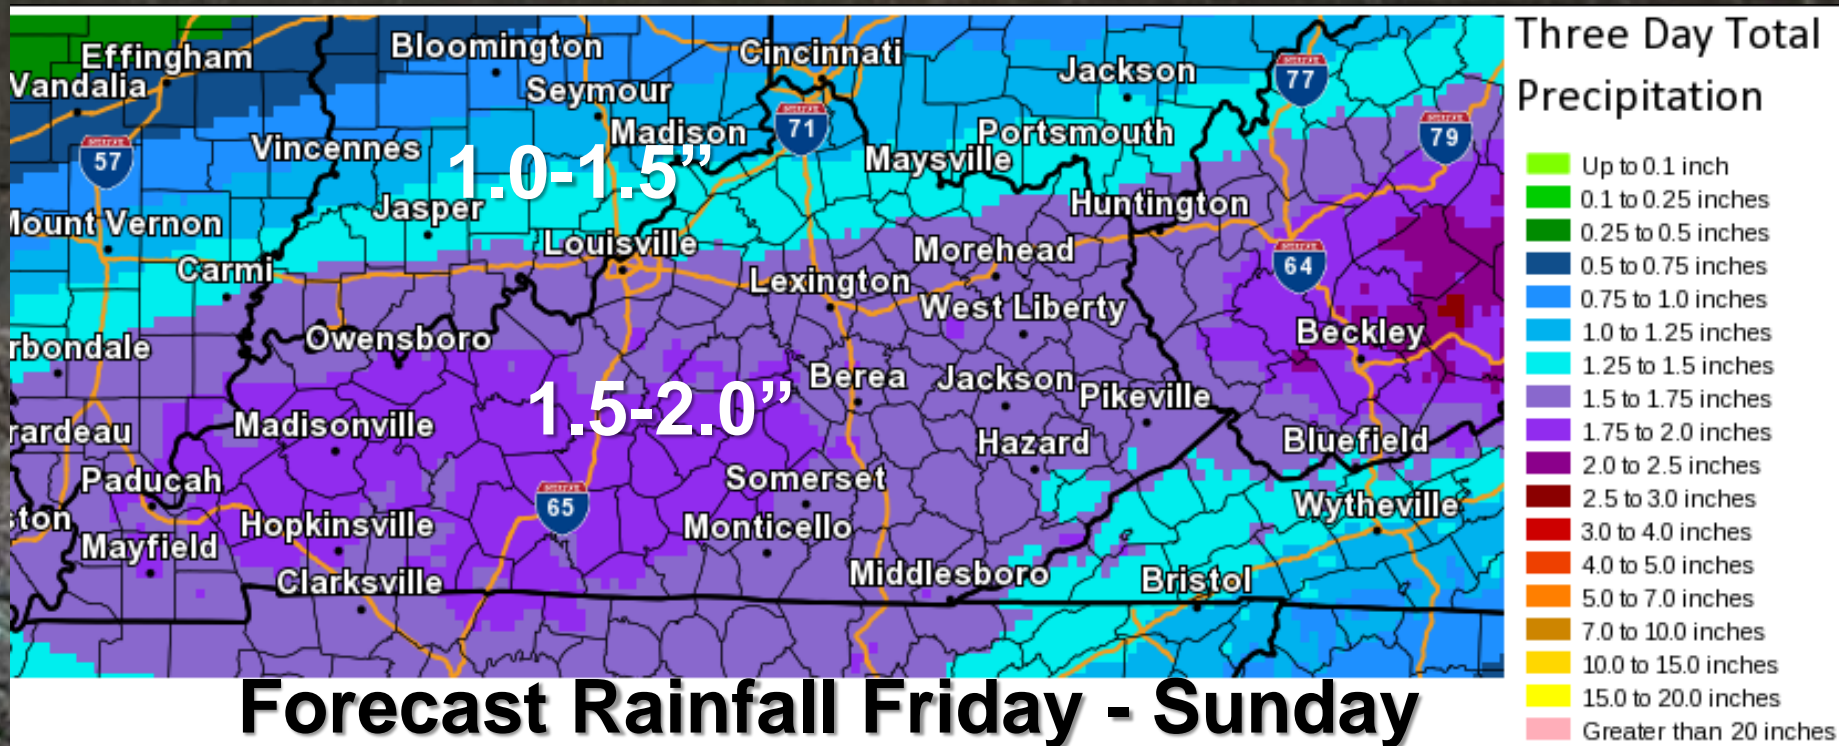 Three Day Total
Precipitation
Up to 0.1 inch
0.1 to 0.25 inches
0.25 to 0.5 inches
0.5 to 0.75 inches
0.75 to 1.0 inches
1.0 to 1.25 inches
1.25 to 1.5 inches
1.5 to 1.75 inches
1.75 to 2.0 inches
2.0 to 2.5 inches
2.5 to 3.0 inches
3.0 to 4.0 inches
4.0 to 5.0 inches
5.0 to 7.0 inches
7.0 to 10.0 inches
10.0 to 15.0 inches
15.0 to 20.0 inches
Greater than 20 inches
Effingham
Bloomington
Cincinnati
Vandalia
Seymour
Jackson
77
57
Vincennes
Madison
71
Portsmouth
79
1.0-1.5”
Maysville
Mount Vernon
Jasper
Huntington
Carmi
Louisville
Morehead
64
Lexington
West Liberty
rbondale
Owensboro
Beckley
Berea
Jackson
Pikeville
1.5-2.0”
rardeau
Madisonville
Hazard
Bluefield
Paducah
Somerset
65
Wytheville
ston
Hopkinsville
Monticello
Mayfield
Clarksville
Middlesboro
Bristol
Forecast Rainfall Friday - Sunday